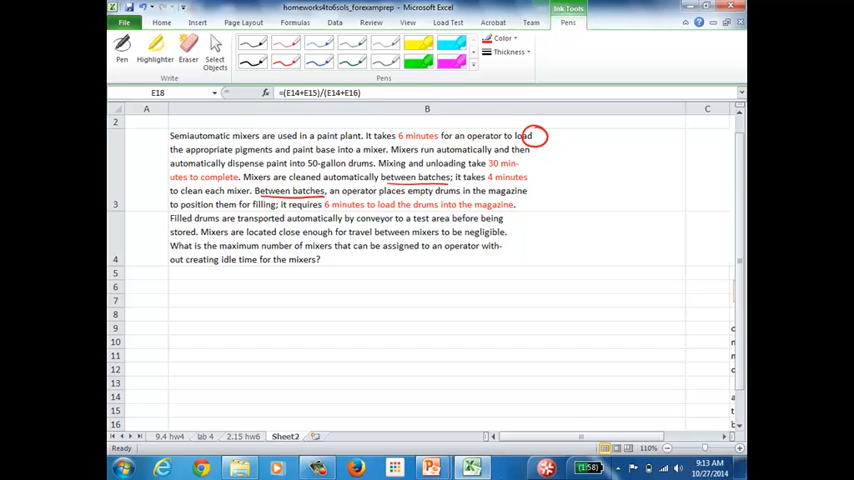 homeworks4to6sols_forexamprep - Microsoft Excel
Ink Tools
File Home Insert Page Layout Formulas Data Review View Load Test Acrobat Team Pens
Pen Highlighter Eraser Select Objects
Color
Thickness
Write Pens
E18 fx =(E14+E15)/(E14+E16)
A B C
2
Semiautomatic mixers are used in a paint plant. It takes 6 minutes for an operator to load
the appropriate pigments and paint base into a mixer. Mixers run automatically and then
automatically dispense paint into 50-gallon drums. Mixing and unloading take 30 min-
utes to complete. Mixers are cleaned automatically between batches; it takes 4 minutes
to clean each mixer. Between batches, an operator places empty drums in the magazine
3 to position them for filling; it requires 6 minutes to load the drums into the magazine.
Filled drums are transported automatically by conveyor to a test area before being
stored. Mixers are located close enough for travel between mixers to be negligible.
What is the maximum number of mixers that can be assigned to an operator with-
4 out creating idle time for the mixers?
5
6
7
8
9
10
11
12
13
14
15
16
9.4 hw4 lab 4 2.15 hw6 Sheet2
Ready 110%
(1:58) 9:13 AM
10/27/2014